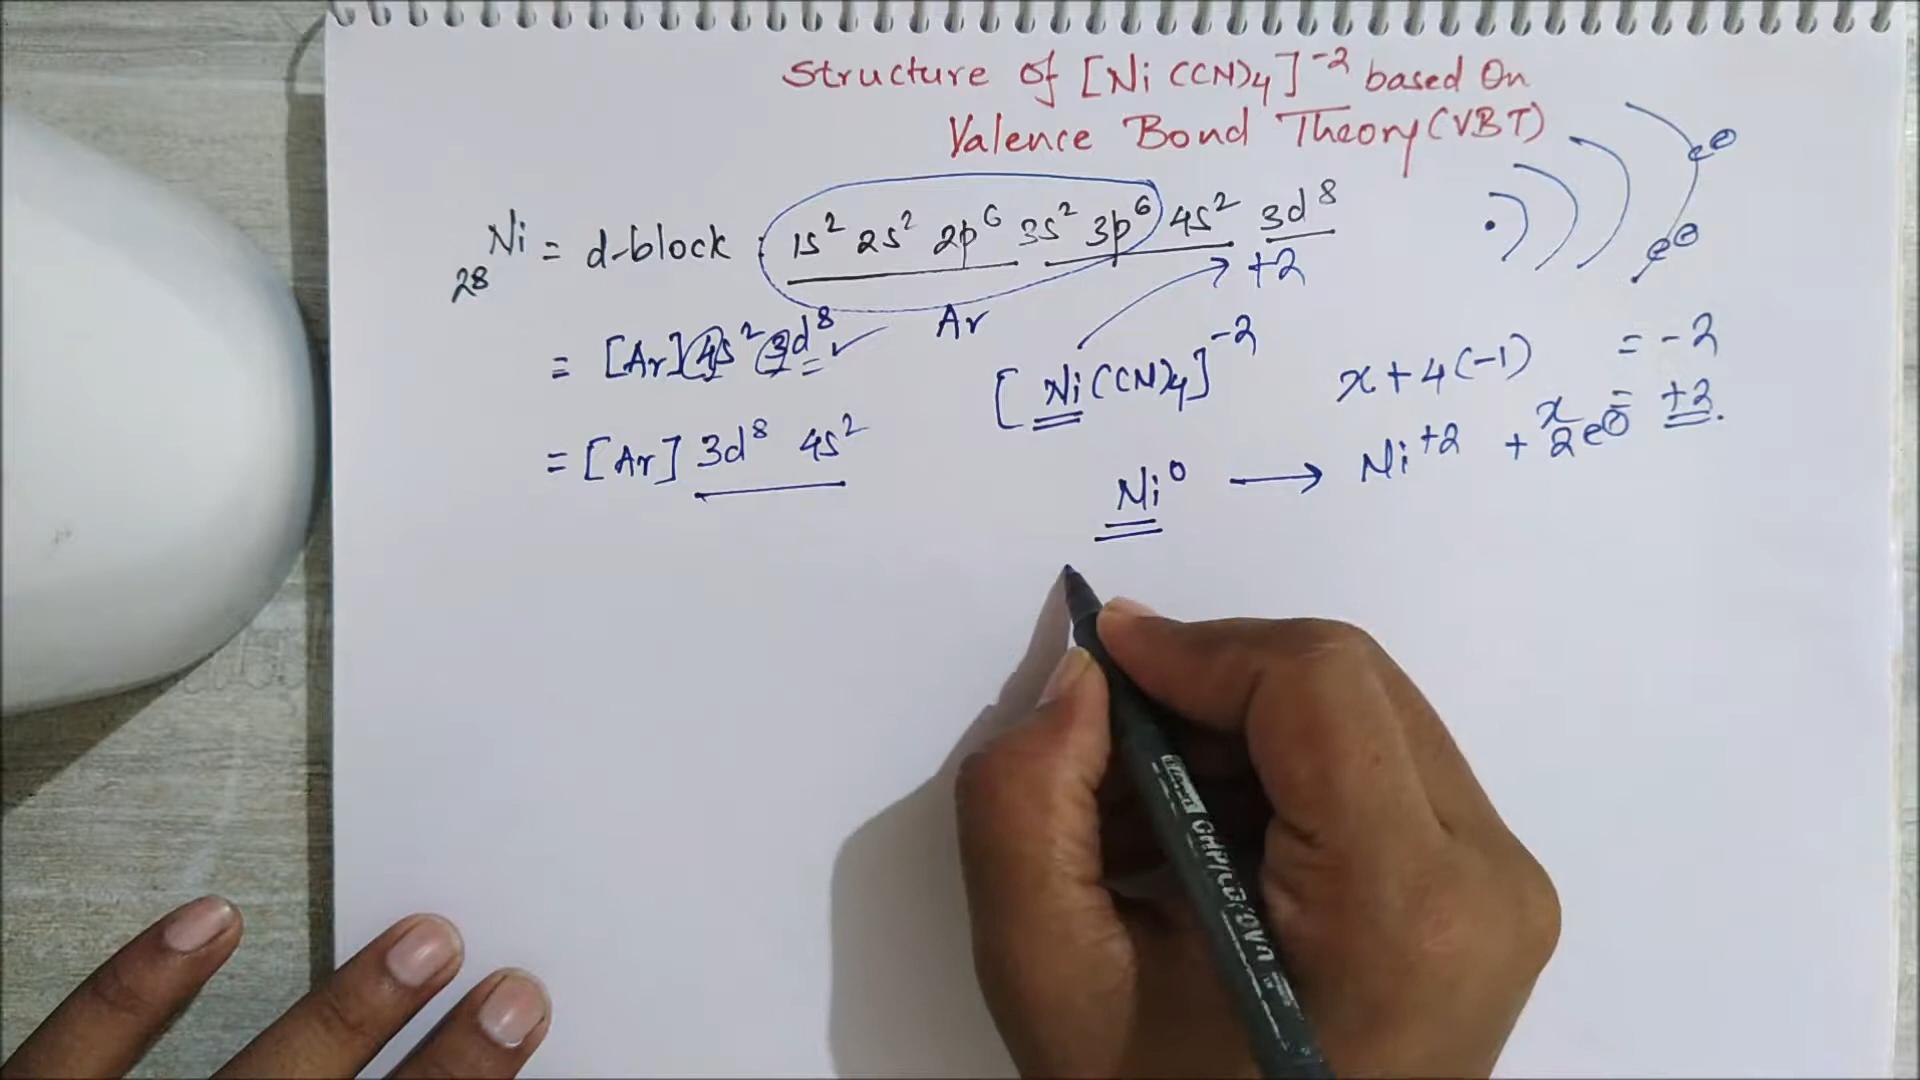 Structure of [Ni(CN)4]⁻² based On
Valence Bond Theory (VBT)
₂₈Ni = d-block 1s² 2s² 2p⁶ 3s² 3p⁶ 4s² 3d⁸
+2
Ar
= [Ar] 4s² 3d⁸ ✓
[Ni(CN)4]⁻²
x + 4(-1) = -2
x = +2.
= [Ar] 3d⁸ 4s²
Ni⁰ → Ni⁺² + 2e⊖
e⊖
e⊖